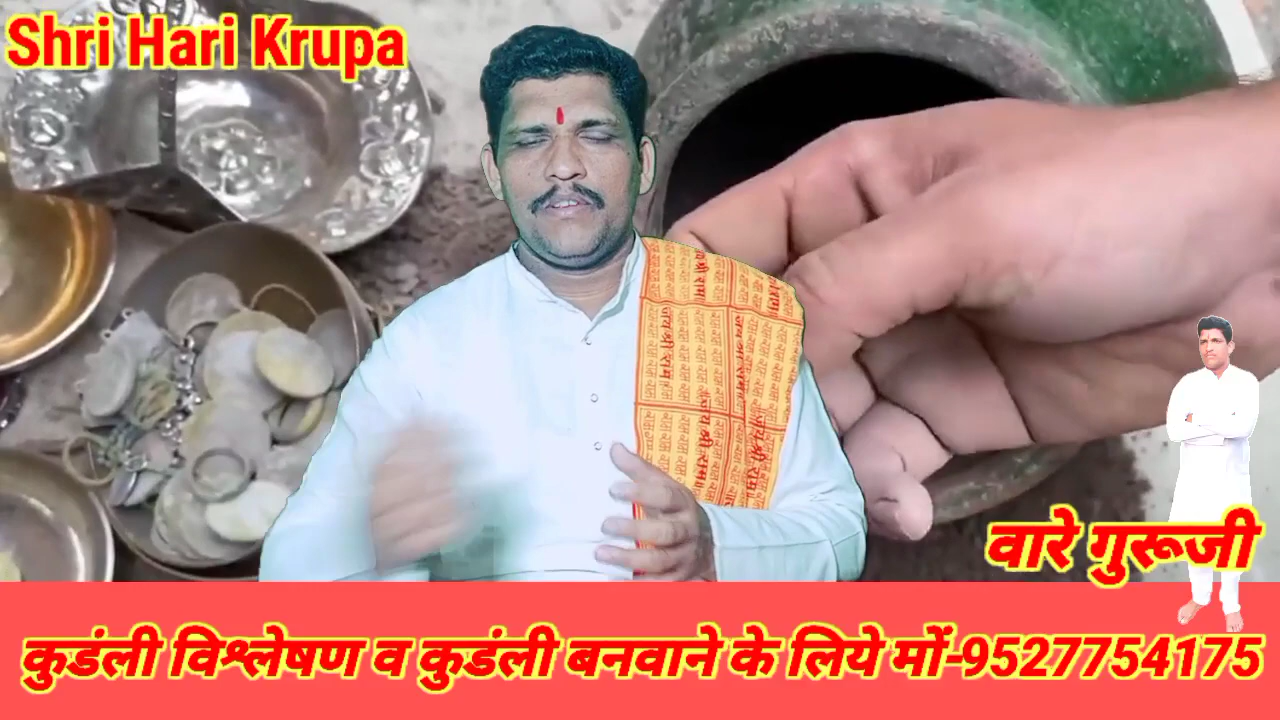 Shri Hari Krupa
वारे गुरूजी
कुडंली विश्लेषण व कुडंली बनवाने के लिये मों-9527754175